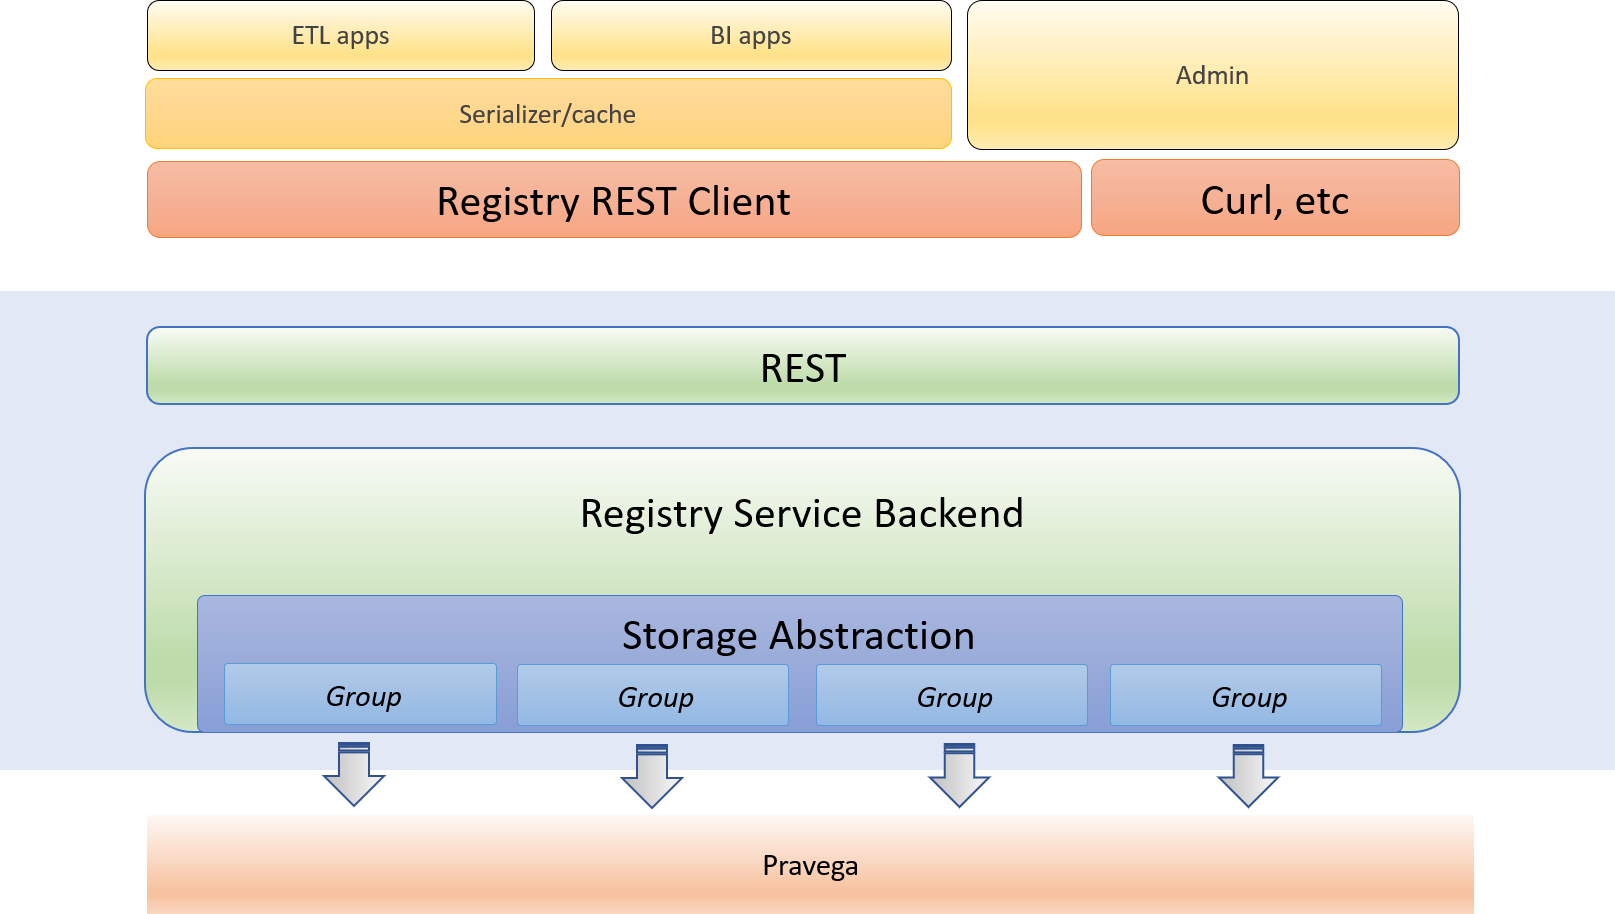 ETL apps
BI apps
Admin
Serializer/cache
Registry REST Client
Curl, etc
REST
Registry Service Backend
Storage Abstraction
Group
Group
Group
Group
Pravega